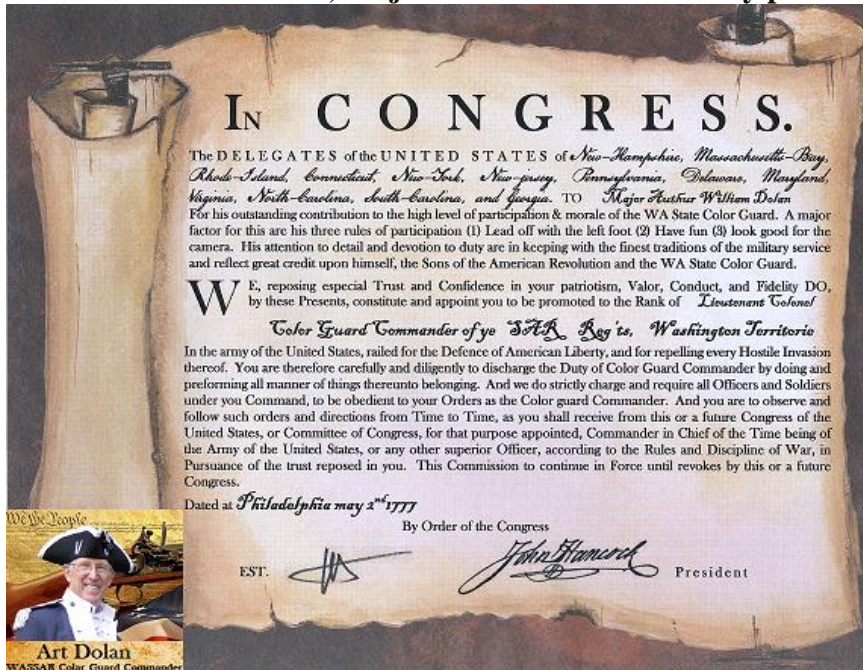 IN CONGRESS.
The DELEGATES of the UNITED STATES of New-Hampshire, Massachusetts-Bay,
Rhode-Island, Connecticut, New-York, New-jersey, Pennsylvania, Delaware, Maryland,
Virginia, North-Carolina, South-Carolina, and Georgia. TO Major Authur William Dolan
For his outstanding contribution to the high level of participation & morale of the WA State Color Guard. A major
factor for this are his three rules of participation (1) Lead off with the left foot (2) Have fun (3) look good for the
camera. His attention to detail and devotion to duty are in keeping with the finest traditions of the military service
and reflect great credit upon himself, the Sons of the American Revolution and the WA State Color Guard.
WE, reposing especial Trust and Confidence in your patriotism, Valor, Conduct, and Fidelity DO,
by these Presents, constitute and appoint you to be promoted to the Rank of Lieutenant Colonel
Color Guard Commander of ye SAR Reg'ts, Washington Territorie
In the army of the United States, railed for the Defence of American Liberty, and for repelling every Hostile Invasion
thereof. You are therefore carefully and diligently to discharge the Duty of Color Guard Commander by doing and
preforming all manner of things thereunto belonging. And we do strictly charge and require all Officers and Soldiers
under you Command, to be obedient to your Orders as the Color guard Commander. And you are to observe and
follow such orders and directions from Time to Time, as you shall receive from this or a future Congress of the
United States, or Committee of Congress, for that purpose appointed, Commander in Chief of the Time being of
the Army of the United States, or any other superior Officer, according to the Rules and Discipline of War, in
Pursuance of the trust reposed in you. This Commission to continue in Force until revokes by this or a future
Congress.
Dated at Philadelphia may 2nd 1777
By Order of the Congress
EST. John Hancock President
We the People
Art Dolan
WASSAR Color Guard Commander